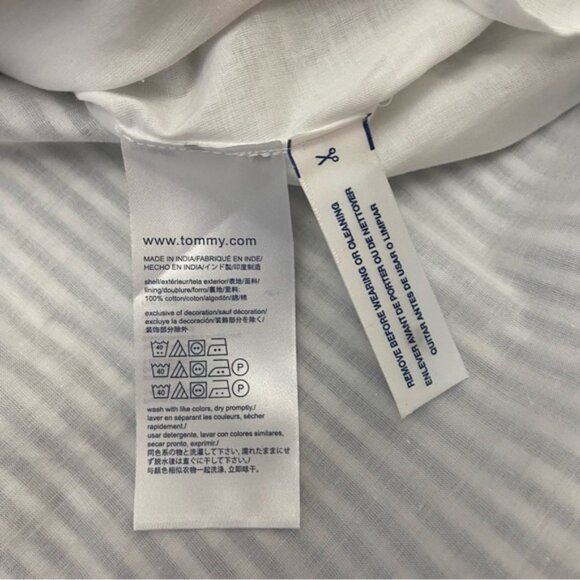 www.tommy.com
MADE IN INDIA/FABRIQUÉ EN INDE/
HECHO EN INDIA/インド製/印度制造
shell/extérieur/tela exterior/表地/面料/
lining/doublure/forro/裏地/里料:
100% cotton/coton/algodón/綿/棉
exclusive of decoration/sauf décoration/
excluye la decoración/装飾部分を除く/
装饰部分除外
40
40 P
40 P
wash with like colors, dry promptly./
laver en séparant les couleurs, sécher
rapidement./
usar detergente, lavar con colores similares,
secar pronto, exprimir./
同色系の物と洗濯して下さい, 濡れたままにせ
ず脱水後は直ぐに干して下さい./
与颜色相似衣物一起洗涤, 立即晾干.
REMOVE BEFORE WEARING OR CLEANING
ENLEVER AVANT DE PORTER OU DE NETTOYER
QUITAR ANTES DE USAR O LIMPIAR